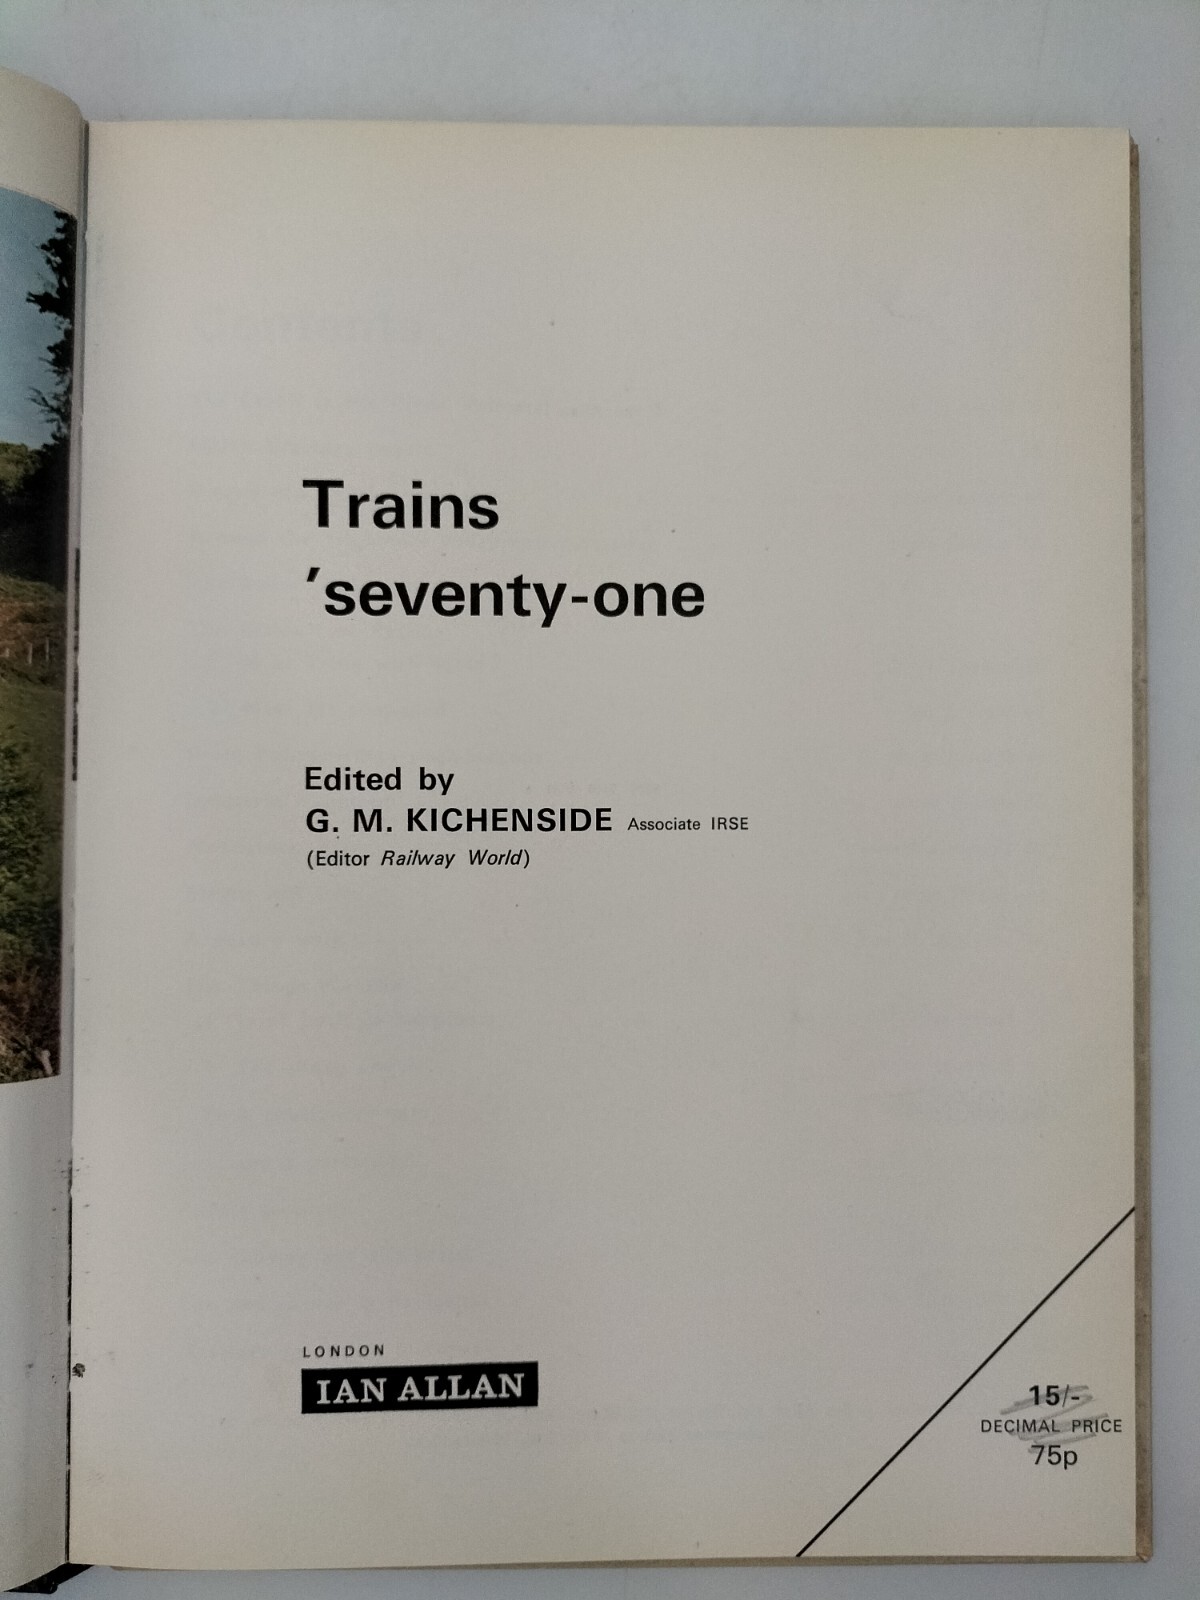 Trains
'seventy-one
Edited by
G. M. KICHENSIDE Associate IRSE
(Editor Railway World)
LONDON
IAN ALLAN
15/-
DECIMAL PRICE
75p